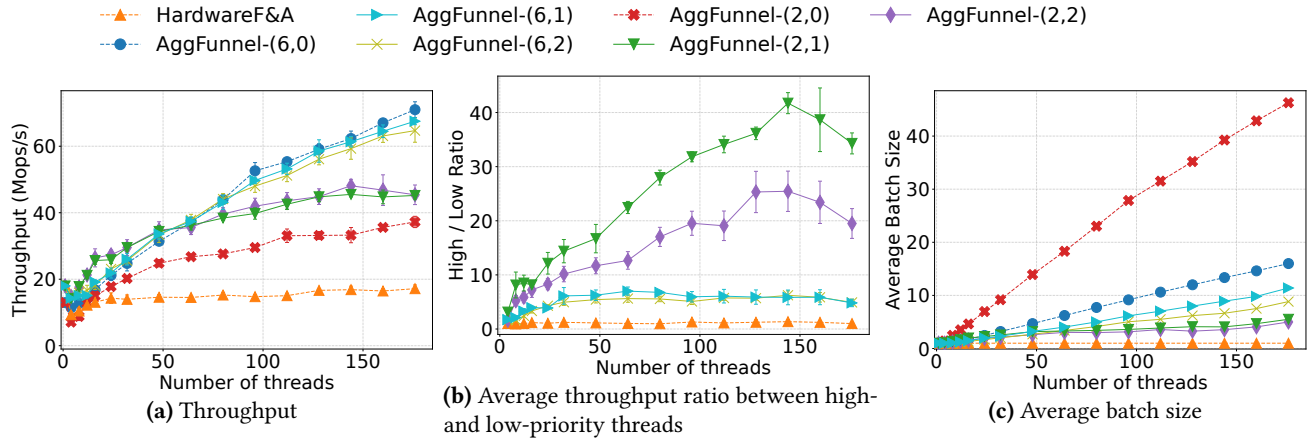 HardwareF&A
AggFunnel-(6,1)
AggFunnel-(2,0)
AggFunnel-(2,2)
AggFunnel-(6,0)
AggFunnel-(6,2)
AggFunnel-(2,1)
Throughput (Mops/s)
60
40
20
0
0
50
100
150
Number of threads
(a) Throughput
High / Low Ratio
40
30
20
10
0
0
50
100
150
Number of threads
(b) Average throughput ratio between high-
and low-priority threads
Average Batch Size
40
30
20
10
0
0
50
100
150
Number of threads
(c) Average batch size